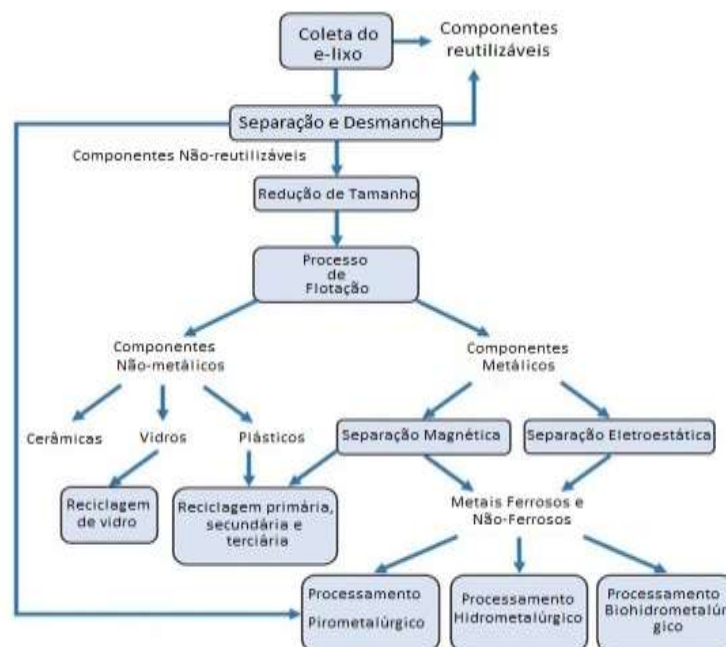 Coleta do
e-lixo
Componentes
reutilizáveis
Separação e Desmanche
Componentes Não-reutilizáveis
Redução de Tamanho
Processo
de
Flotação
Componentes
Não-metálicos
Componentes
Metálicos
Cerâmicas
Vidros
Plásticos
Separação Magnética
Separação Eletroestática
Reciclagem
de vidro
Reciclagem primária,
secundária e
terciária
Metais Ferrosos e
Não-Ferrosos
Processamento
Pirometalúrgico
Processamento
Hidrometalúrgico
Processamento
Biohidrometalúr
gico